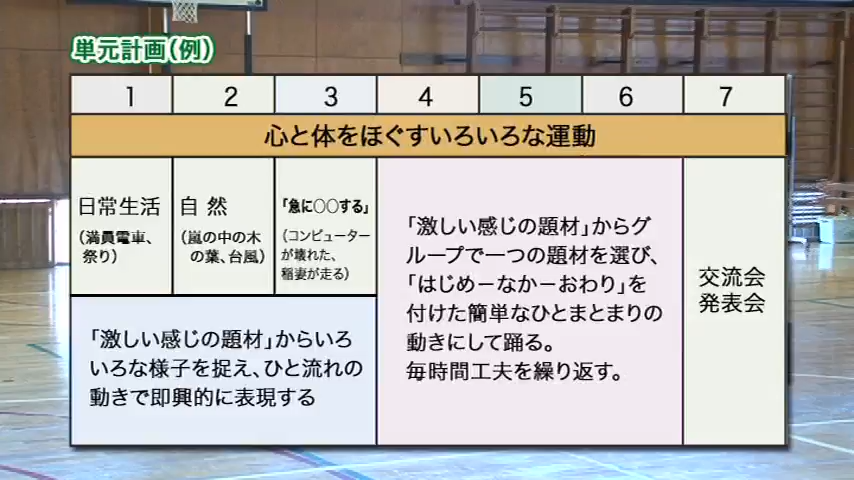 単元計画(例)
1 2 3 4 5 6 7
心と体をほぐすいろいろな運動
日常生活
(満員電車、
祭り)
自然
(嵐の中の木
の葉、台風)
「急に○○する」
(コンピューター
が壊れた、
稲妻が走る)
「激しい感じの題材」からいろ
いろな様子を捉え、ひと流れの
動きで即興的に表現する
「激しい感じの題材」からグ
ループで一つの題材を選び、
「はじめーなかーおわり」を
付けた簡単なひとまとまりの
動きにして踊る。
毎時間工夫を繰り返す。
交流会
発表会